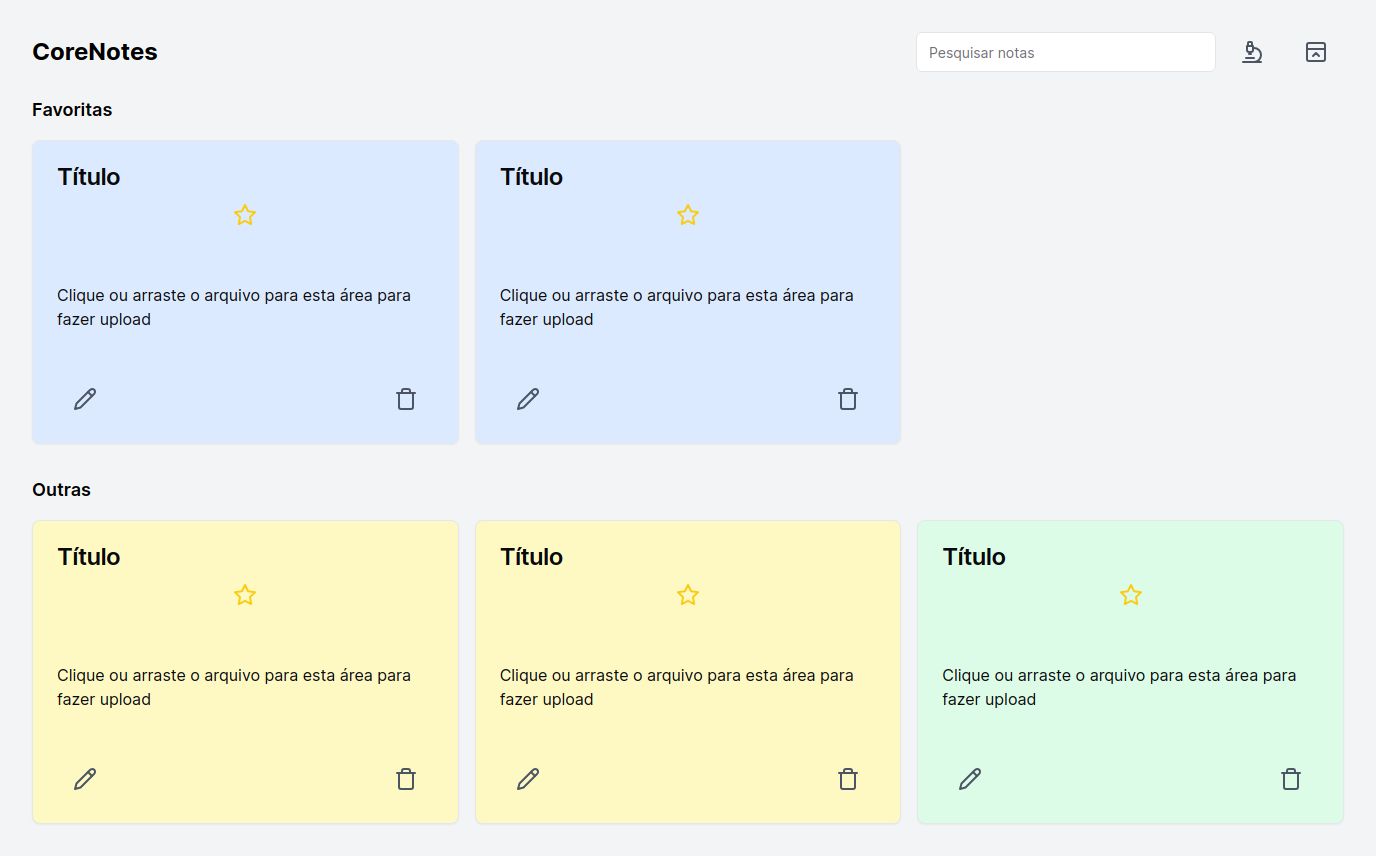 CoreNotes
Pesquisar notas
Favoritas
Título
Clique ou arraste o arquivo para esta área para
fazer upload
Título
Clique ou arraste o arquivo para esta área para
fazer upload
Outras
Título
Clique ou arraste o arquivo para esta área para
fazer upload
Título
Clique ou arraste o arquivo para esta área para
fazer upload
Título
Clique ou arraste o arquivo para esta área para
fazer upload